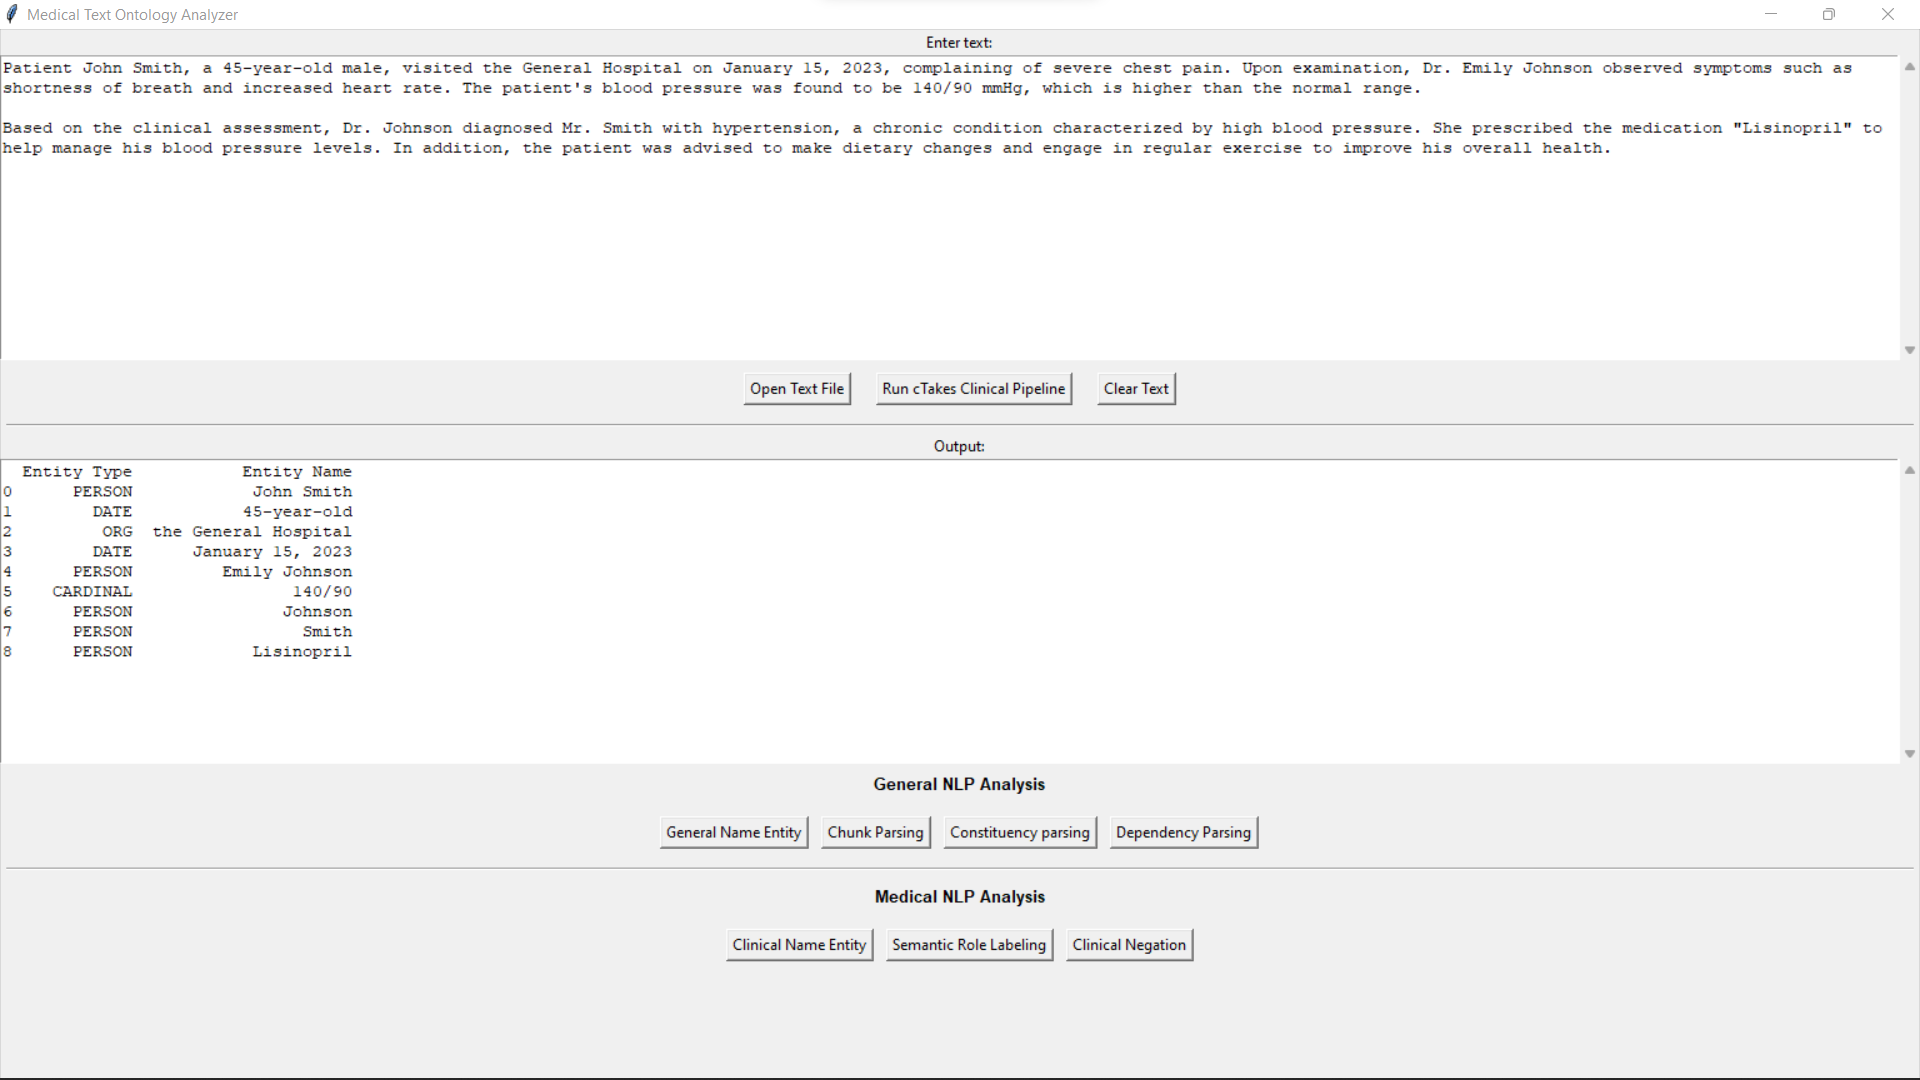 Medical Text Ontology Analyzer
Enter text:
Patient John Smith, a 45-year-old male, visited the General Hospital on January 15, 2023, complaining of severe chest pain. Upon examination, Dr. Emily Johnson observed symptoms such as
shortness of breath and increased heart rate. The patient's blood pressure was found to be 140/90 mmHg, which is higher than the normal range.
Based on the clinical assessment, Dr. Johnson diagnosed Mr. Smith with hypertension, a chronic condition characterized by high blood pressure. She prescribed the medication "Lisinopril" to
help manage his blood pressure levels. In addition, the patient was advised to make dietary changes and engage in regular exercise to improve his overall health.
Open Text File Run cTakes Clinical Pipeline Clear Text
Output:
Entity Type Entity Name
0 PERSON John Smith
1 DATE 45-year-old
2 ORG the General Hospital
3 DATE January 15, 2023
4 PERSON Emily Johnson
5 CARDINAL 140/90
6 PERSON Johnson
7 PERSON Smith
8 PERSON Lisinopril
General NLP Analysis
General Name Entity Chunk Parsing Constituency parsing Dependency Parsing
Medical NLP Analysis
Clinical Name Entity Semantic Role Labeling Clinical Negation